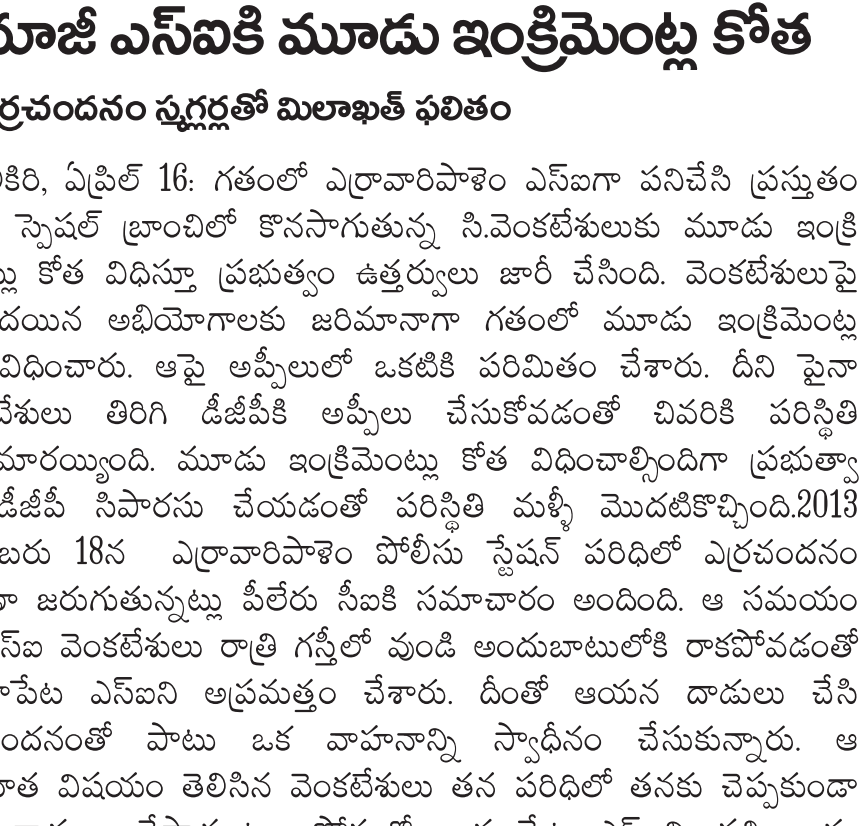 మాజీ ఎస్ఐకి మూడు ఇంక్రిమెంట్ల కోత
ర్రచందనం స్మగ్లర్లతో మిలాఖత్ ఫలితం
కిరి, ఏప్రిల్ 16: గతంలో ఎర్రావారిపాళెం ఎస్ఐగా పనిచేసి ప్రస్తుతం
స్పెషల్ బ్రాంచిలో కొనసాగుతున్న సి.వెంకటేశులుకు మూడు ఇంక్రి
ట్లు కోత విధిస్తూ ప్రభుత్వం ఉత్తర్వులు జారీ చేసింది. వెంకటేశులుపై
దయిన అభియోగాలకు జరిమానాగా గతంలో మూడు ఇంక్రిమెంట్ల
విధించారు. ఆపై అప్పీలులో ఒకటికి పరిమితం చేశారు. దీని పైనా
టేశులు తిరిగి డీజీపీకి అప్పీలు చేసుకోవడంతో చివరికి పరిస్థితి
మారయ్యింది. మూడు ఇంక్రిమెంట్లు కోత విధించాల్సిందిగా ప్రభుత్వా
డీజీపీ సిపారసు చేయడంతో పరిస్థితి మళ్ళీ మొదటికొచ్చింది.2013
బరు 18న ఎర్రావారిపాళెం పోలీసు స్టేషన్ పరిధిలో ఎర్రచందనం
జరుగుతున్నట్లు పీలేరు సీఐకి సమాచారం అందింది. ఆ సమయం
స్ఐ వెంకటేశులు రాత్రి గస్తీలో వుండి అందుబాటులోకి రాకపోవడంతో
పేట ఎస్ఐని అప్రమత్తం చేశారు. దీంతో ఆయన దాడులు చేసి
ందనంతో పాటు ఒక వాహనాన్ని స్వాధీనం చేసుకున్నారు. ఆ
త విషయం తెలిసిన వెంకటేశులు తన పరిధిలో తనకు చెప్పకుండా